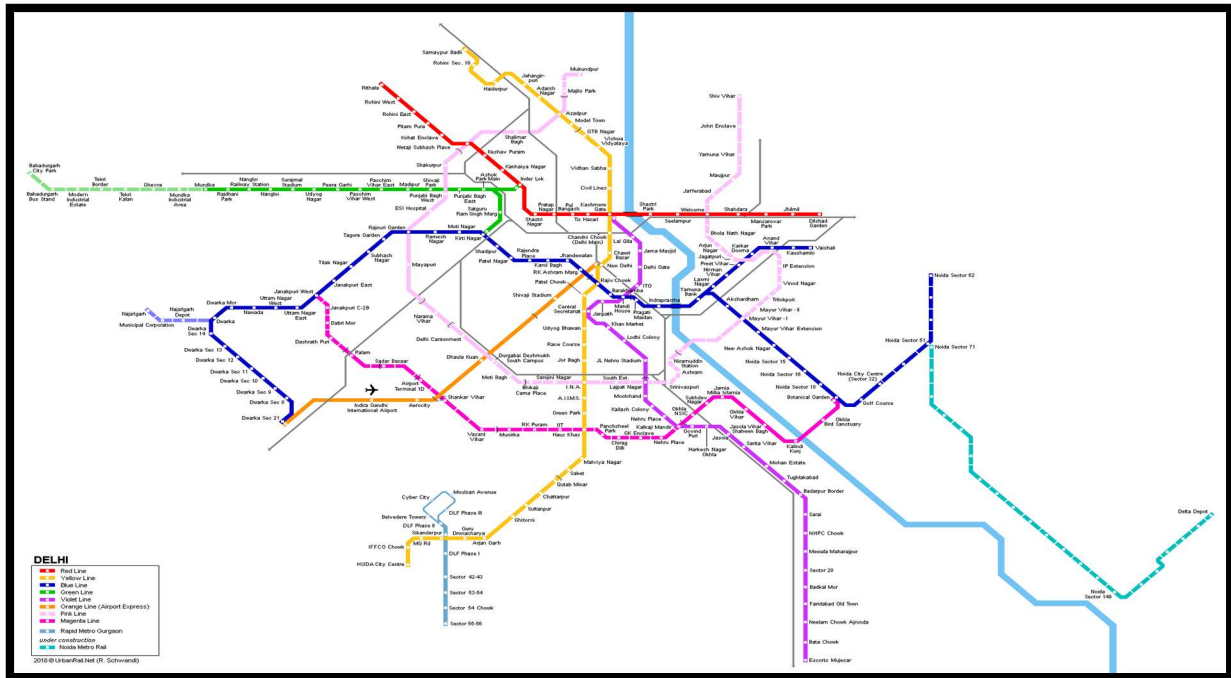 Samaypur Badli
Rohini Sec. 18
Haiderpur
Jahangir-
puri
Adarsh
Nagar
Azadpur
Model Town
GTB Nagar
Vishwa
Vidyalaya
Vidhan Sabha
Civil Lines
Kashmere
Gate
Chandni Chowk
(Delhi Main)
Chawri
Bazar
New Delhi
Rajiv Chowk
Patel Chowk
Central
Secretariat
Udyog Bhawan
Race Course
Jor Bagh
I.N.A.
A.I.I.M.S.
Green Park
Hauz Khas
Malviya Nagar
Saket
Qutab Minar
Chattarpur
Sultanpur
Ghitorni
Arjan Garh
Guru
Dronacharya
Sikanderpur
MG Rd
IFFCO Chowk
HUDA City Centre
Mukundpur
Majlis Park
Shalimar
Bagh
Netaji Subhash Place
Shakurpur
Punjabi Bagh
West
ESI Hospital
Rajouri Garden
Mayapuri
Naraina
Vihar
Delhi Cantonment
Durgabai Deshmukh
South Campus
Moti Bagh
Bhikaji
Cama Place
Sarojini Nagar
South Ext.
Lajpat Nagar
Shrivaspuri
Ashram
Nizamuddin
Station
Mayur Vihar - I
Mayur Vihar - II
Trilokpuri
Vinod Nagar
IP Extension
Anand
Vihar
Karkar
Dooma
Arjun
Nagar
Jagatpuri
Bhola Nath Nagar
Welcome
Jafferabad
Maujpur
Yamuna Vihar
Johri Enclave
Shiv Vihar
Rithala
Rohini West
Rohini East
Pitam Pura
Kohat Enclave
Keshav Puram
Kanhaiya Nagar
Inder Lok
Shastri
Nagar
Pratap
Nagar
Pul
Bangash
Tis Hazari
Shastri
Park
Seelampur
Shahdara
Mansarovar
Park
Jhilmil
Dilshad
Garden
Bahadurgarh
City Park
Bahadurgarh
Bus Stand
Modern
Industrial
Estate
Tekri
Border
Tekri
Kalan
Ghevra
Mundka
Industrial
Area
Mundka
Rajdhani
Park
Nangloi
Railway Station
Nangloi
Surajmal
Stadium
Udyog
Nagar
Peera Garhi
Paschim
Vihar West
Paschim
Vihar East
Madipur
Shivaji
Park
Punjabi Bagh
East
Ashok
Park Main
Satguru
Ram Singh Marg
Kirti Nagar
Moti Nagar
Ramesh
Nagar
Tagore Garden
Subhash
Nagar
Tilak Nagar
Janakpuri East
Janakpuri West
Uttam Nagar
East
Uttam
Nagar
West
Nawada
Dwarka Mor
Dwarka
Dwarka
Sec 14
Dwarka Sec 13
Dwarka Sec 12
Dwarka Sec 11
Dwarka Sec 10
Dwarka Sec 9
Dwarka Sec 8
Dwarka Sec 21
Najafgarh
Depot
Najafgarh
Municipal Corporation
Shadipur
Patel Nagar
Rajendra
Place
Karol Bagh
Jhandewalan
RK Ashram Marg
Barakhamba
Mandi
House
Pragati
Maidan
Indraprastha
Yamuna
Bank
Laxmi
Nagar
Nirman
Vihar
Preet Vihar
Kaushambi
Vaishali
Akshardham
Mayur Vihar Extension
New Ashok Nagar
Noida Sector 15
Noida Sector 16
Noida Sector 18
Botanical Garden
Golf Course
Noida City Centre
(Sector 32)
Noida Sector 51
Noida Sector 62
Noida Sector 71
Noida
Sector 149
Delta Depot
Lal Qila
Jama Masjid
Delhi Gate
ITO
Janpath
Khan Market
Lodhi Colony
JL Nehru Stadium
Moolchand
Kailash Colony
Nehru Place
Kalkaji Mandir
Govind
Puri
Harkesh Nagar
Okhla
Jasola
Sarita Vihar
Mohan Estate
Tughlakabad
Badarpur Border
Sarai
NHPC Chowk
Mewala Maharajpur
Sector 28
Badkal Mor
Faridabad Old Town
Neelam Chowk Ajronda
Bata Chowk
Escorts Mujesar
Shivaji Stadium
Dhaula Kuan
Aerocity
Indira Gandhi
International Airport
Janakpuri C-2B
Dabri Mor
Dashrath Puri
Palam
Sadar Bazaar
Airport
Terminal 1D
Shankar Vihar
Vasant
Vihar
Munirka
RK Puram
IIT
Panchsheel
Park
Chirag
Dilli
GK Enclave
Nehru Place
Okhla
NSIC
Sukhdev
Nagar
Jamia
Millia Islamia
Okhla
Vihar
Jasola Vihar
Shaheen Bagh
Kalindi
Kunj
Okhla
Bird Sanctuary
Cyber City
Moulsari Avenue
Belvedere Towers
DLF Phase III
DLF Phase II
DLF Phase I
Sector 42-43
Sector 53-54
Sector 54 Chowk
Sector 55-56
DELHI
Red Line
Yellow Line
Blue Line
Green Line
Violet Line
Orange Line (Airport Express)
Pink Line
Magenta Line
Rapid Metro Gurgaon
under construction
Noida Metro Rail
2018 © UrbanRail.Net (R. Schwandl)